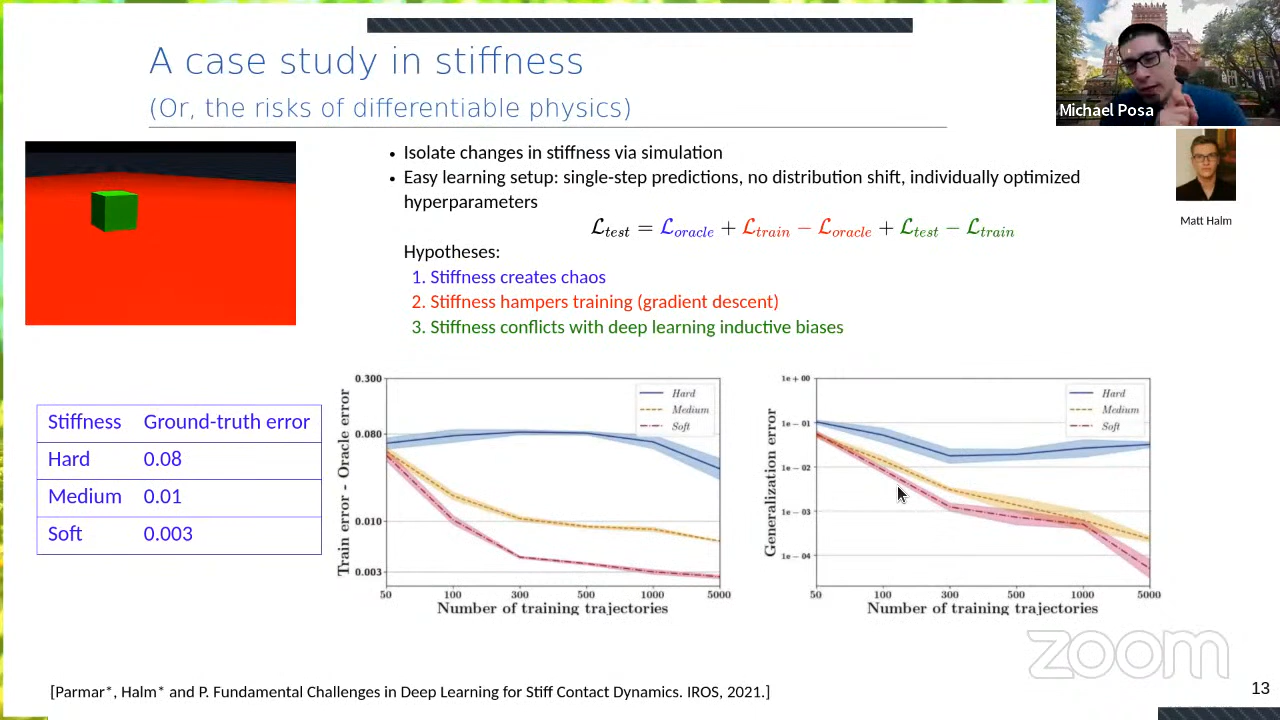 A case study in stiffness
(Or, the risks of differentiable physics)
Michael Posa
Matt Halm
• Isolate changes in stiffness via simulation
• Easy learning setup: single-step predictions, no distribution shift, individually optimized
hyperparameters
ℒ_test = ℒ_oracle + ℒ_train − ℒ_oracle + ℒ_test − ℒ_train
Hypotheses:
1. Stiffness creates chaos
2. Stiffness hampers training (gradient descent)
3. Stiffness conflicts with deep learning inductive biases
Stiffness Ground-truth error
Hard 0.08
Medium 0.01
Soft 0.003
Train error - Oracle error
0.300
0.080
0.010
0.003
Hard
Medium
Soft
50 100 300 500 1000 5000
Number of training trajectories
Generalization error
1e + 00
1e − 01
1e − 02
1e − 03
1e − 04
Hard
Medium
Soft
50 100 300 500 1000 5000
Number of training trajectories
zoom
[Parmar*, Halm* and P. Fundamental Challenges in Deep Learning for Stiff Contact Dynamics. IROS, 2021.]
13